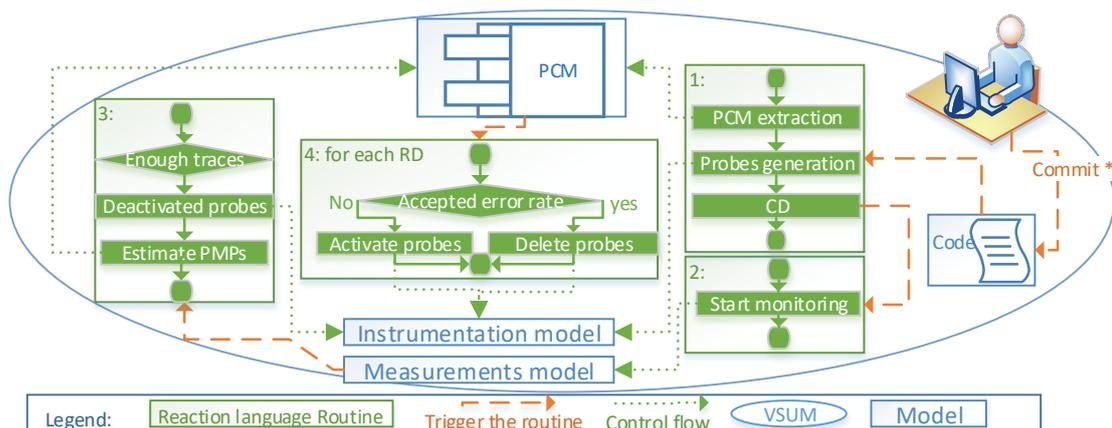 PCM
1:
PCM extraction
Probes generation
CD
3:
Enough traces
Deactivated probes
Estimate PMPs
4: for each RD
Accepted error rate
No
yes
Activate probes
Delete probes
Commit *
Code
2:
Start monitoring
Instrumentation model
Measurements model
Legend:
Reaction language Routine
Trigger the routine
Control flow
VSUM
Model